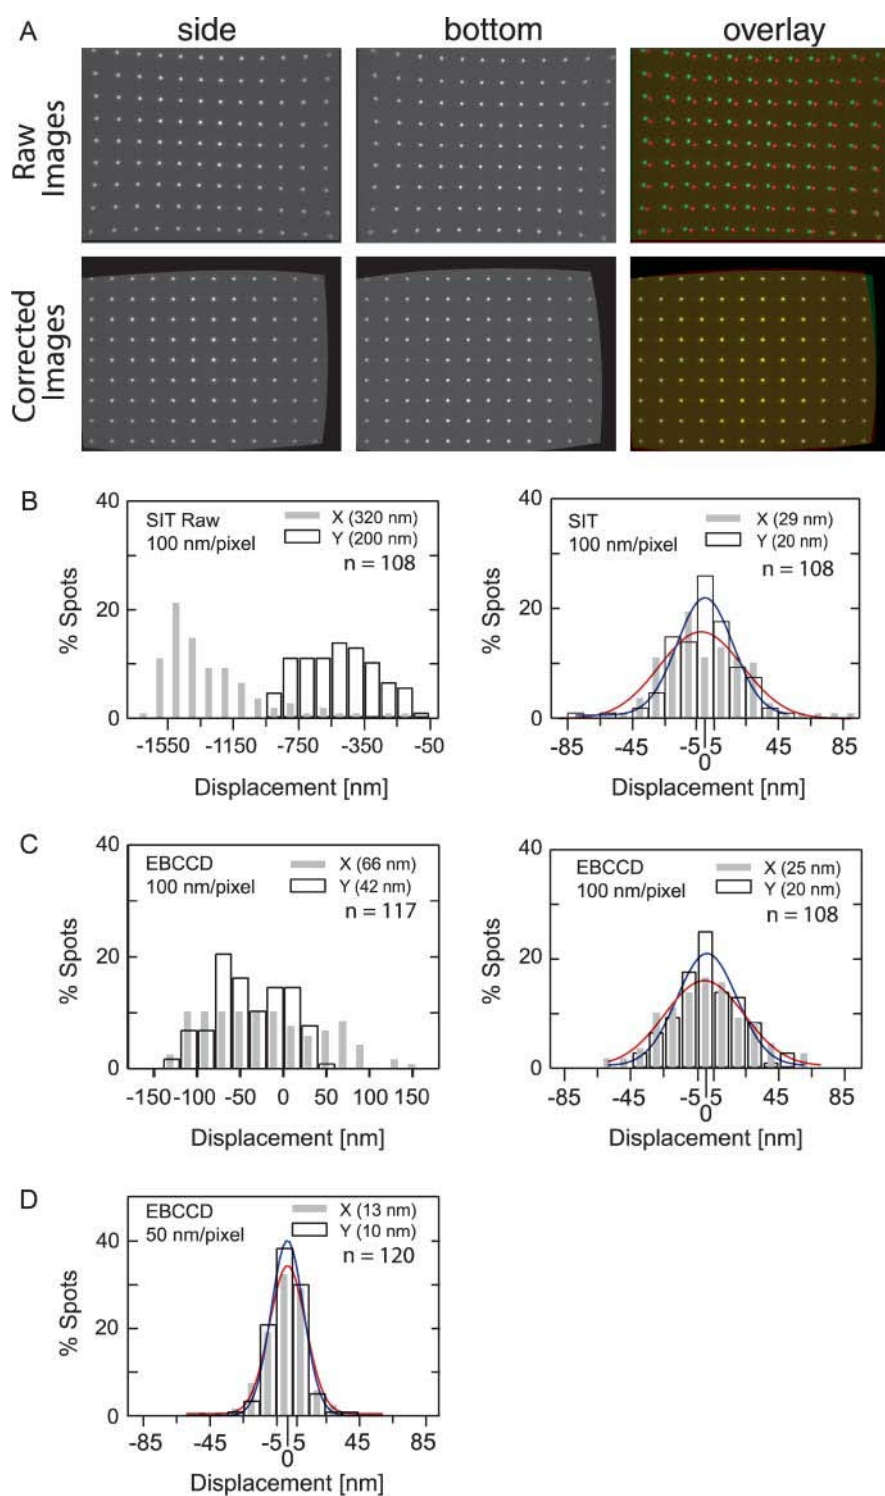 A
side bottom overlay
Raw Images
Corrected Images
B
40
20
0
% Spots
SIT Raw
100 nm/pixel
X (320 nm)
Y (200 nm)
n = 108
-1550 -1150 -750 -350 -50
Displacement [nm]
40
20
0
% Spots
SIT
100 nm/pixel
X (29 nm)
Y (20 nm)
n = 108
-85 -45 -5 5 45 85
0
Displacement [nm]
C
40
20
0
% Spots
EBCCD
100 nm/pixel
X (66 nm)
Y (42 nm)
n = 117
-150 -100 -50 0 50 100 150
Displacement [nm]
40
20
0
% Spots
EBCCD
100 nm/pixel
X (25 nm)
Y (20 nm)
n = 108
-85 -45 -5 5 45 85
0
Displacement [nm]
D
40
20
0
% Spots
EBCCD
50 nm/pixel
X (13 nm)
Y (10 nm)
n = 120
-85 -45 -5 5 45 85
0
Displacement [nm]